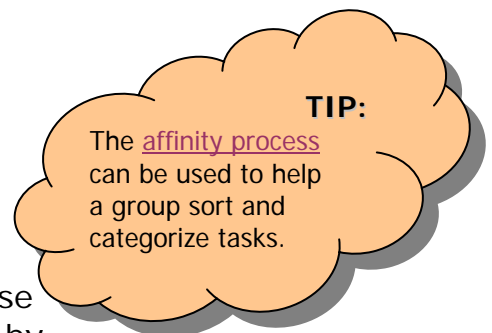 TIP:
The affinity process
can be used to help
a group sort and
categorize tasks.